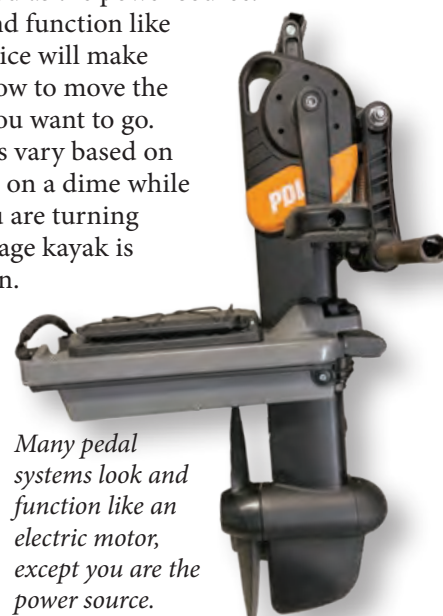 nd function like
ice will make
ow to move the
ou want to go.
s vary based on
on a dime while
u are turning
age kayak is
n.
PDL
Many pedal
systems look and
function like an
electric motor,
except you are the
power source.